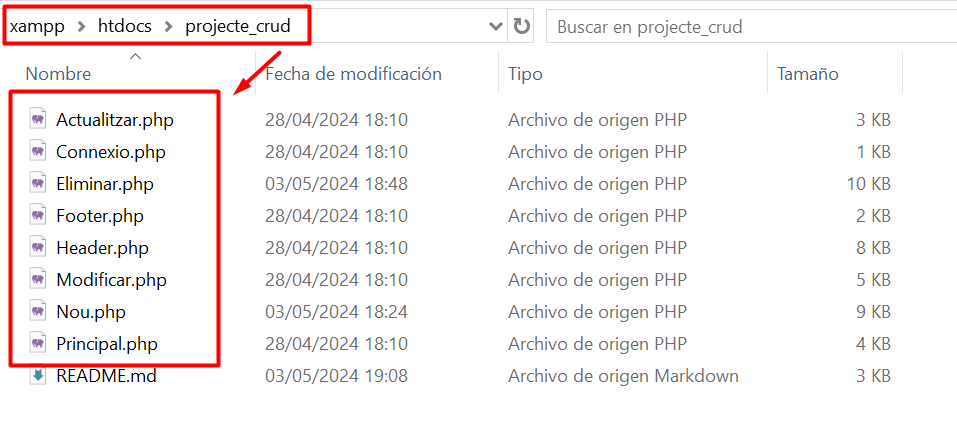 xampp > htdocs > projecte_crud Buscar en projecte_crud
Nombre Fecha de modificación Tipo Tamaño
Actualitzar.php 28/04/2024 18:10 Archivo de origen PHP 3 KB
Connexio.php 28/04/2024 18:10 Archivo de origen PHP 1 KB
Eliminar.php 03/05/2024 18:48 Archivo de origen PHP 10 KB
Footer.php 28/04/2024 18:10 Archivo de origen PHP 2 KB
Header.php 28/04/2024 18:10 Archivo de origen PHP 8 KB
Modificar.php 28/04/2024 18:10 Archivo de origen PHP 5 KB
Nou.php 03/05/2024 18:24 Archivo de origen PHP 9 KB
Principal.php 28/04/2024 18:10 Archivo de origen PHP 4 KB
README.md 03/05/2024 19:08 Archivo de origen Markdown 3 KB